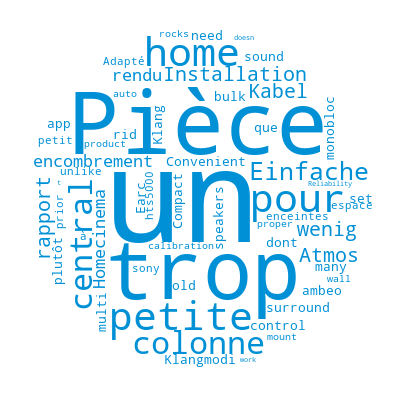 rocks
doesn
home
need
sound
Adapté
rendu
Installation
auto
bulk
Kabel
app
Pièce
Klang
petit
product
rid
que
monobloc
encombrement
Convenient
unlike
Einfache
un
Reliability
rapport
central
Homecinema
plutôt
prior
Earc
hts5000
Compact
speakers
pour
set
espace
enceintes
proper
wenig
dont
calibration
trop
Atmos
many
sony
old
wall
multi
ambeo
petite
surround
control
colonne
mount
Klangmodi
work